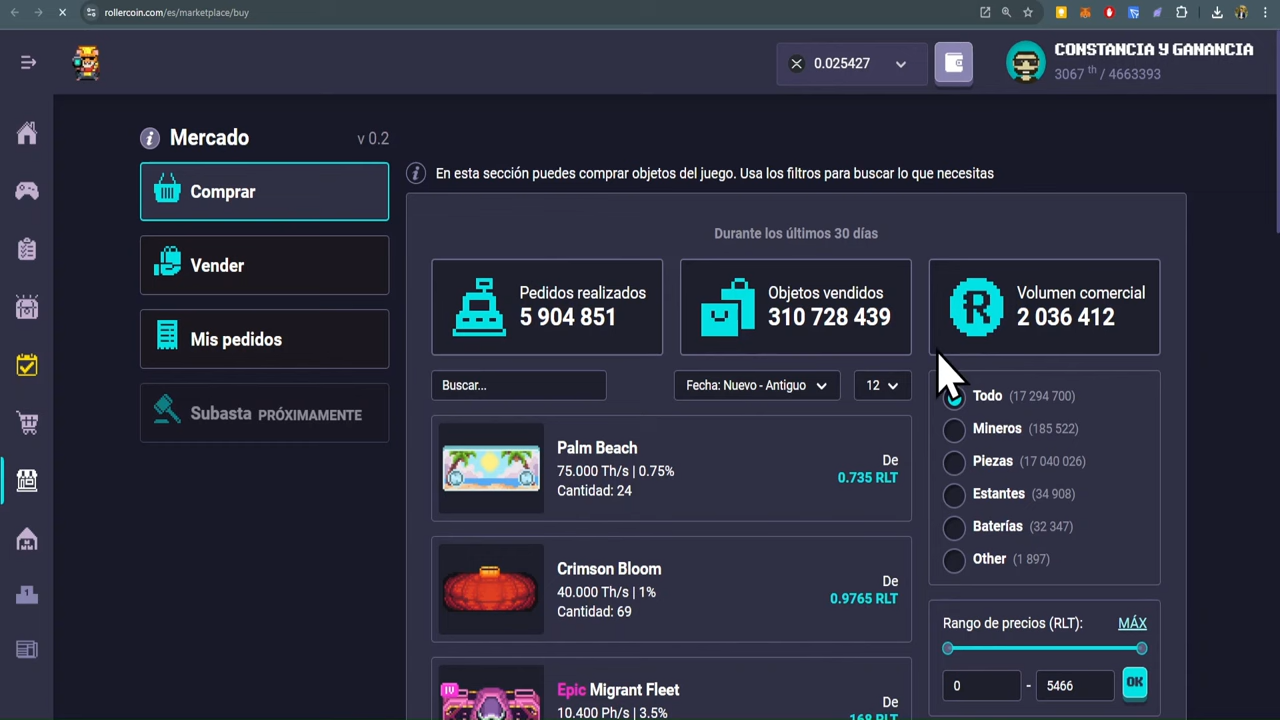 rollercoin.com/es/marketplace/buy
0.025427
CONSTANCIA Y GANANCIA
3067 th / 4663393
Mercado
v 0.2
Comprar
Vender
Mis pedidos
Subasta PRÓXIMAMENTE
En esta sección puedes comprar objetos del juego. Usa los filtros para buscar lo que necesitas
Durante los últimos 30 días
Pedidos realizados
5 904 851
Objetos vendidos
310 728 439
Volumen comercial
2 036 412
Buscar...
Fecha: Nuevo - Antiguo
12
Palm Beach
75.000 Th/s | 0.75%
Cantidad: 24
De
0.735 RLT
Crimson Bloom
40.000 Th/s | 1%
Cantidad: 69
De
0.9765 RLT
IV
Epic Migrant Fleet
10.400 Ph/s | 3.5%
De
168 RLT
Todo (17 294 700)
Mineros (185 522)
Piezas (17 040 026)
Estantes (34 908)
Baterías (32 347)
Other (1 897)
Rango de precios (RLT):
MÁX
0 - 5466
OK